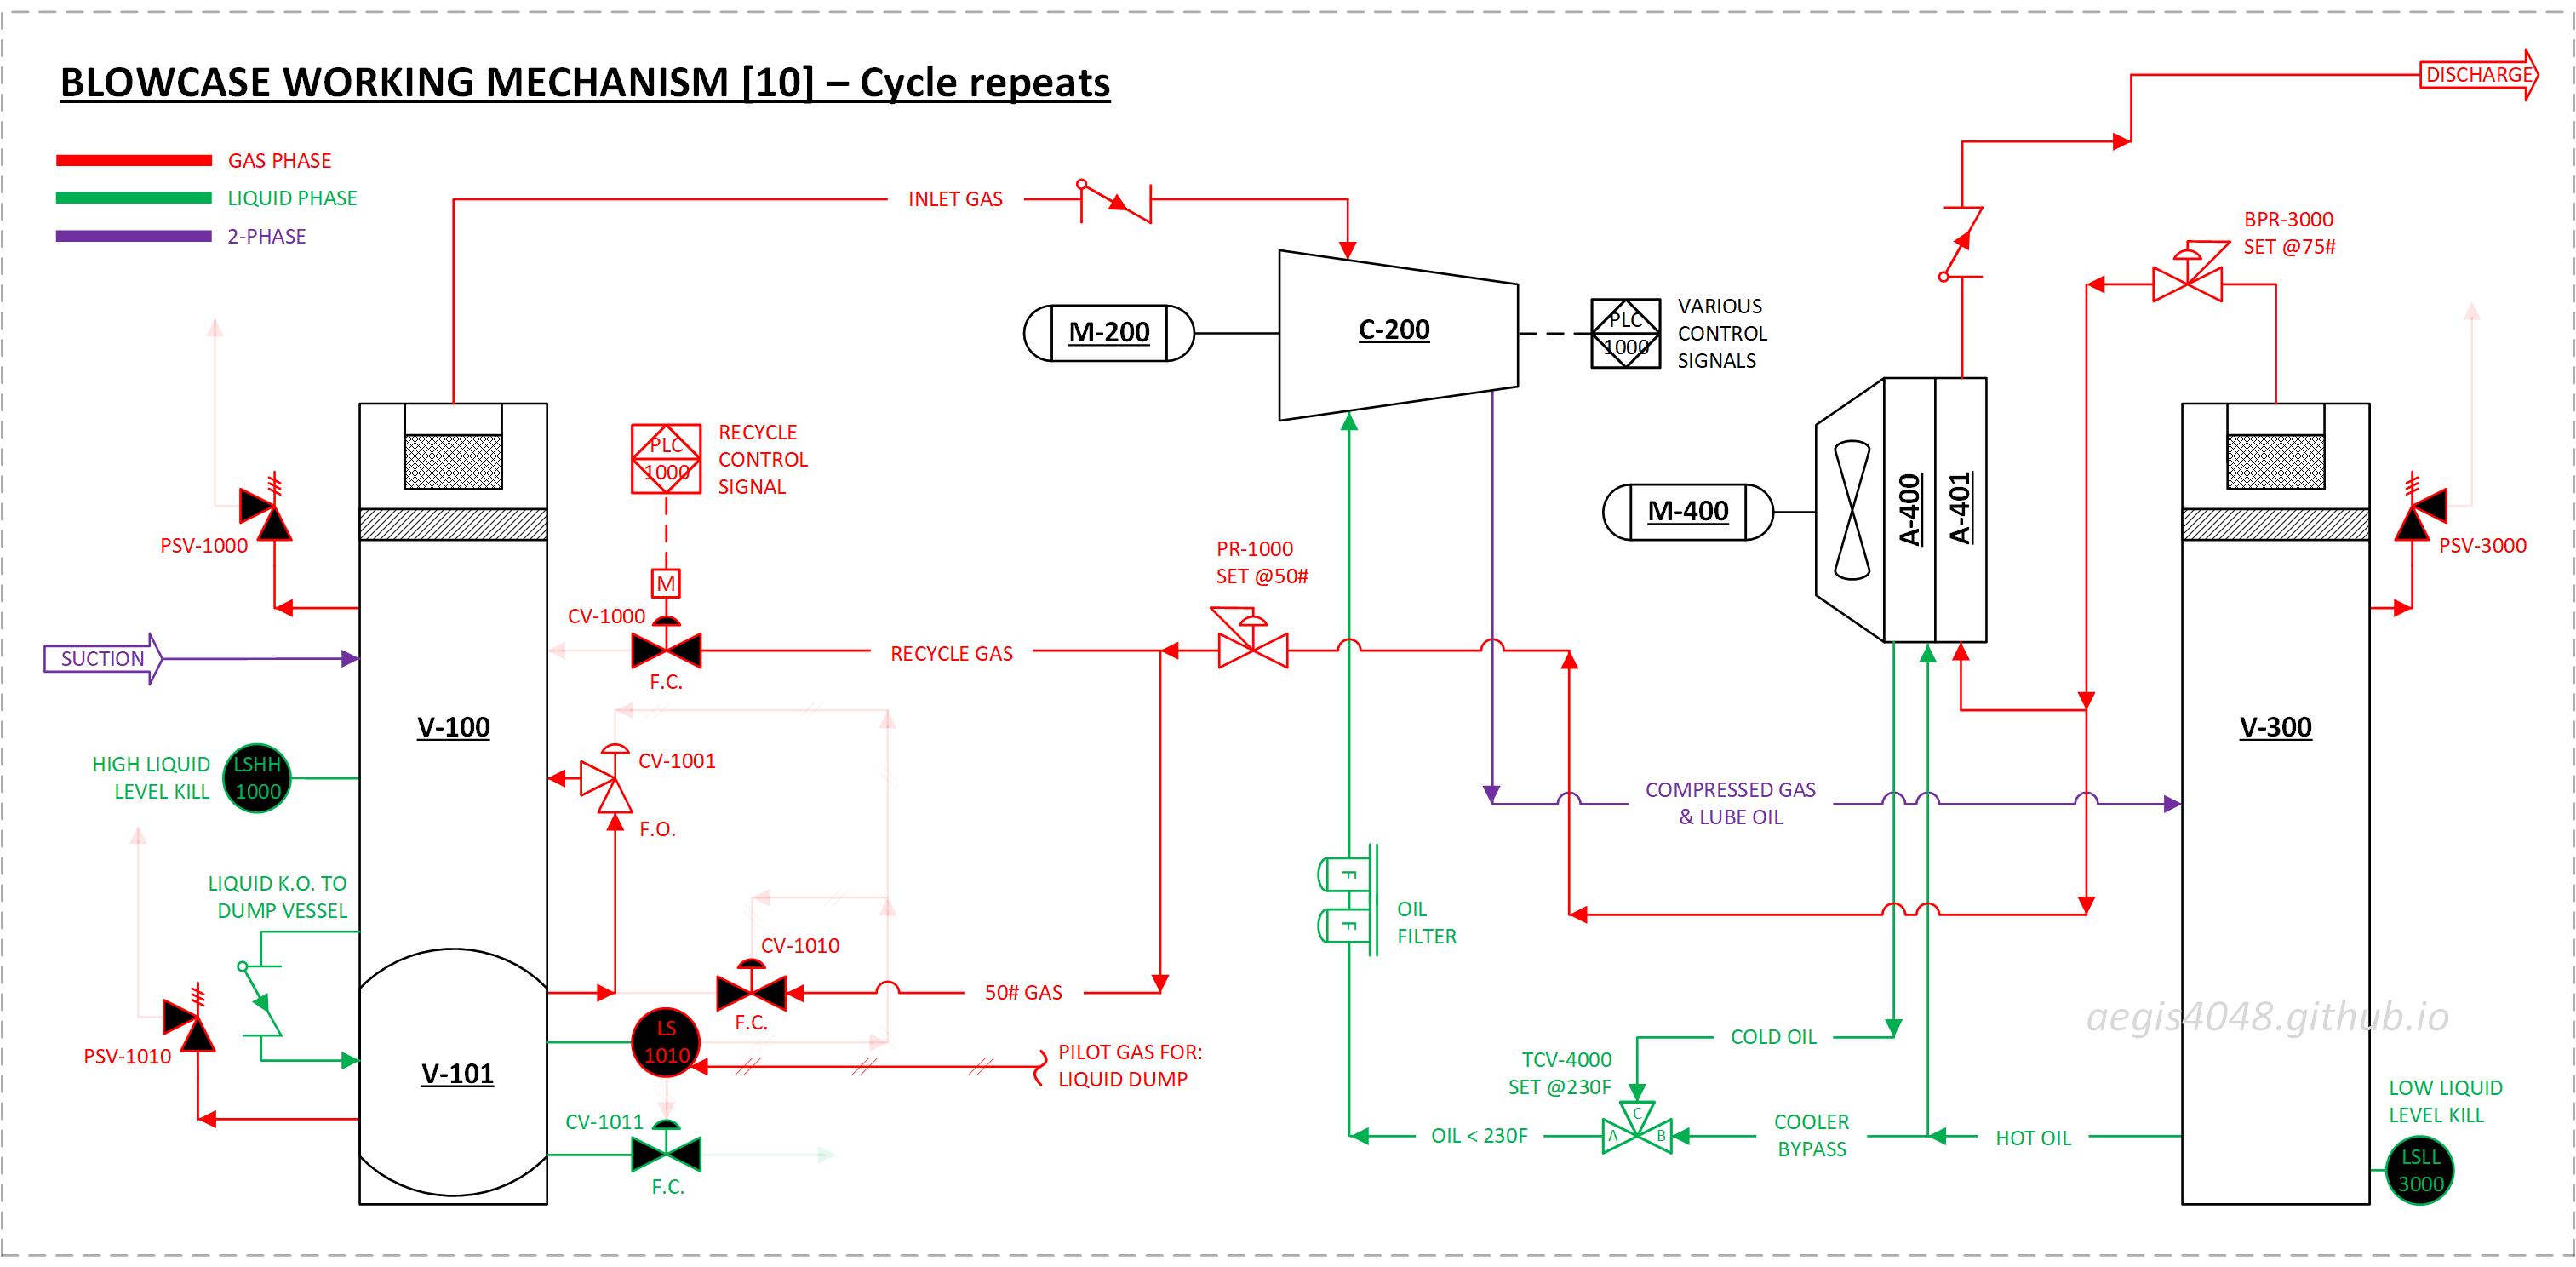 BLOWCASE WORKING MECHANISM [10] – Cycle repeats
DISCHARGE
GAS PHASE
LIQUID PHASE
2-PHASE
INLET GAS
BPR-3000
SET @75#
M-200
C-200
PLC
1000
VARIOUS
CONTROL
SIGNALS
PLC
1000
RECYCLE
CONTROL
SIGNAL
M-400
A-400
A-401
PSV-1000
PSV-3000
PR-1000
SET @50#
M
CV-1000
F.C.
RECYCLE GAS
SUCTION
V-100
V-300
HIGH LIQUID
LEVEL KILL
LSHH
1000
CV-1001
F.O.
COMPRESSED GAS
& LUBE OIL
LIQUID K.O. TO
DUMP VESSEL
F
F
OIL
FILTER
CV-1010
F.C.
50# GAS
LS
1010
PSV-1010
V-101
PILOT GAS FOR:
LIQUID DUMP
aegis4048.github.io
COLD OIL
TCV-4000
SET @230F
C
A
B
OIL < 230F
COOLER
BYPASS
HOT OIL
CV-1011
F.C.
LOW LIQUID
LEVEL KILL
LSLL
3000